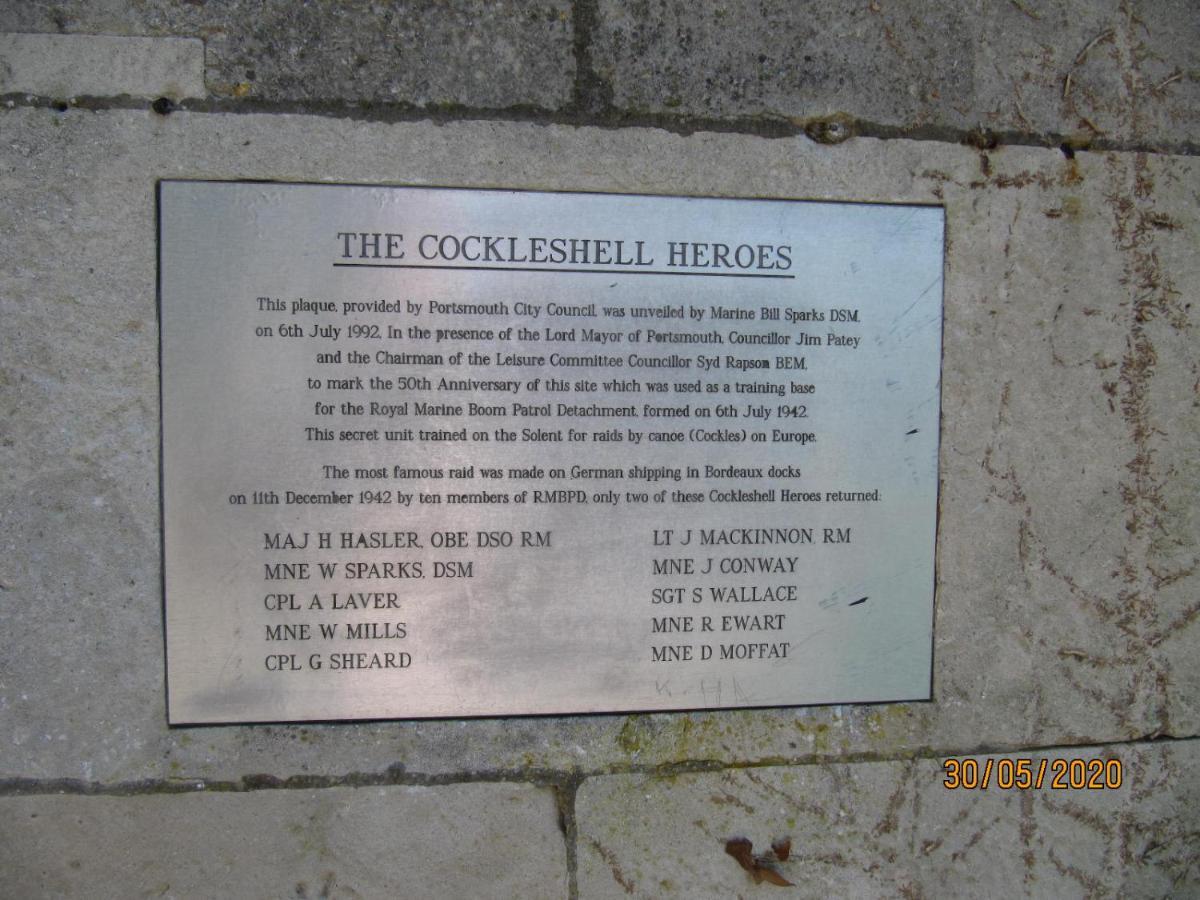 THE COCKLESHELL HEROES
This plaque, provided by Portsmouth City Council, was unveiled by Marine Bill Sparks DSM,
on 6th July 1992, In the presence of the Lord Mayor of Portsmouth, Councillor Jim Patey
and the Chairman of the Leisure Committee Councillor Syd Rapson BEM,
to mark the 50th Anniversary of this site which was used as a training base
for the Royal Marine Boom Patrol Detachment, formed on 6th July 1942.
This secret unit trained on the Solent for raids by canoe (Cockles) on Europe.
The most famous raid was made on German shipping in Bordeaux docks
on 11th December 1942 by ten members of RMBPD, only two of these Cockleshell Heroes returned:
MAJ H HASLER, OBE DSO RM
MNE W SPARKS, DSM
CPL A LAVER
MNE W MILLS
CPL G SHEARD
LT J MACKINNON, RM
MNE J CONWAY
SGT S WALLACE
MNE R EWART
MNE D MOFFAT
30/05/2020